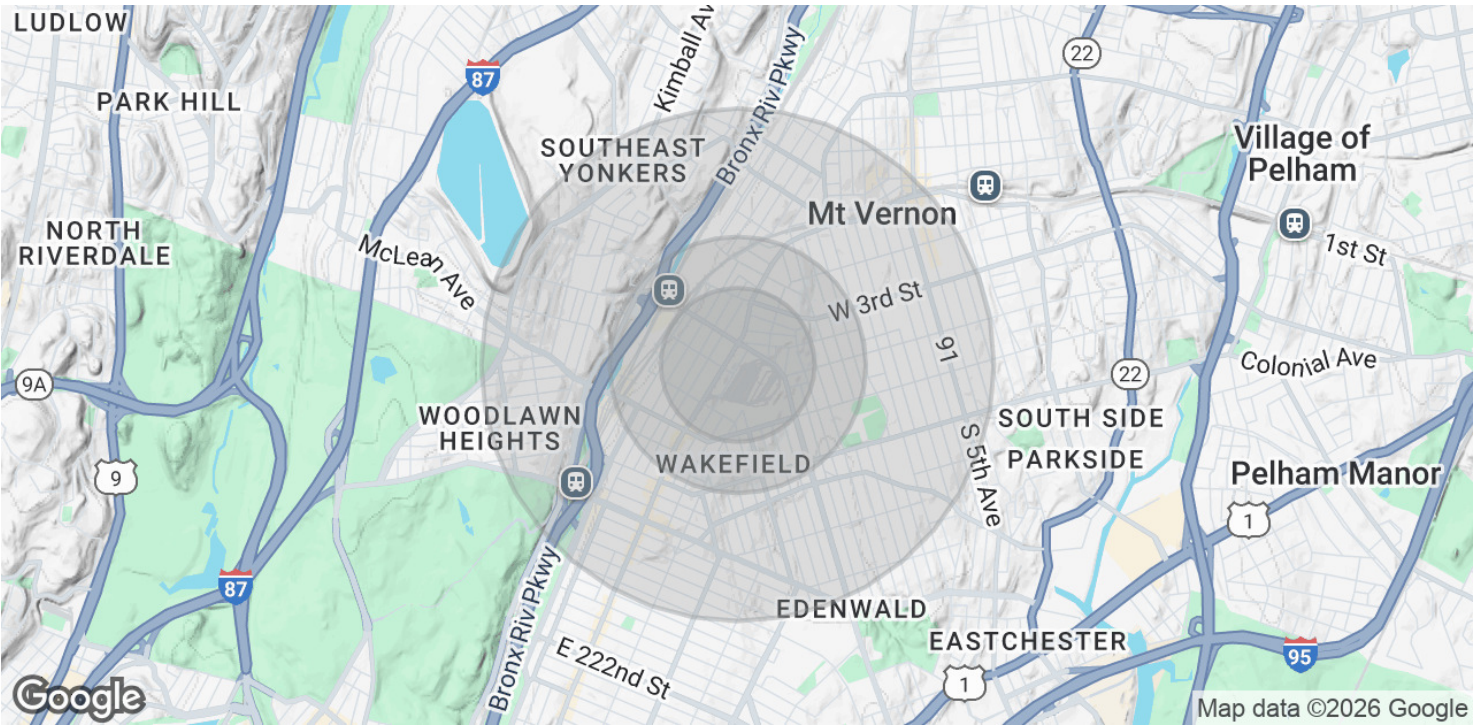 LUDLOW
Kimball Av
22
87
Bronx Riv Pkwy
PARK HILL
SOUTHEAST
YONKERS
Village of
Pelham
Mt Vernon
NORTH
RIVERDALE
McLean Ave
1st St
W 3rd St
91
Colonial Ave
9A
22
WOODLAWN
HEIGHTS
SOUTH SIDE
PARKSIDE
S 5th Ave
WAKEFIELD
9
Pelham Manor
1
87
Bronx Riv Pkwy
EDENWALD
EASTCHESTER
E 222nd St
95
1
Google
Map data ©2026 Google